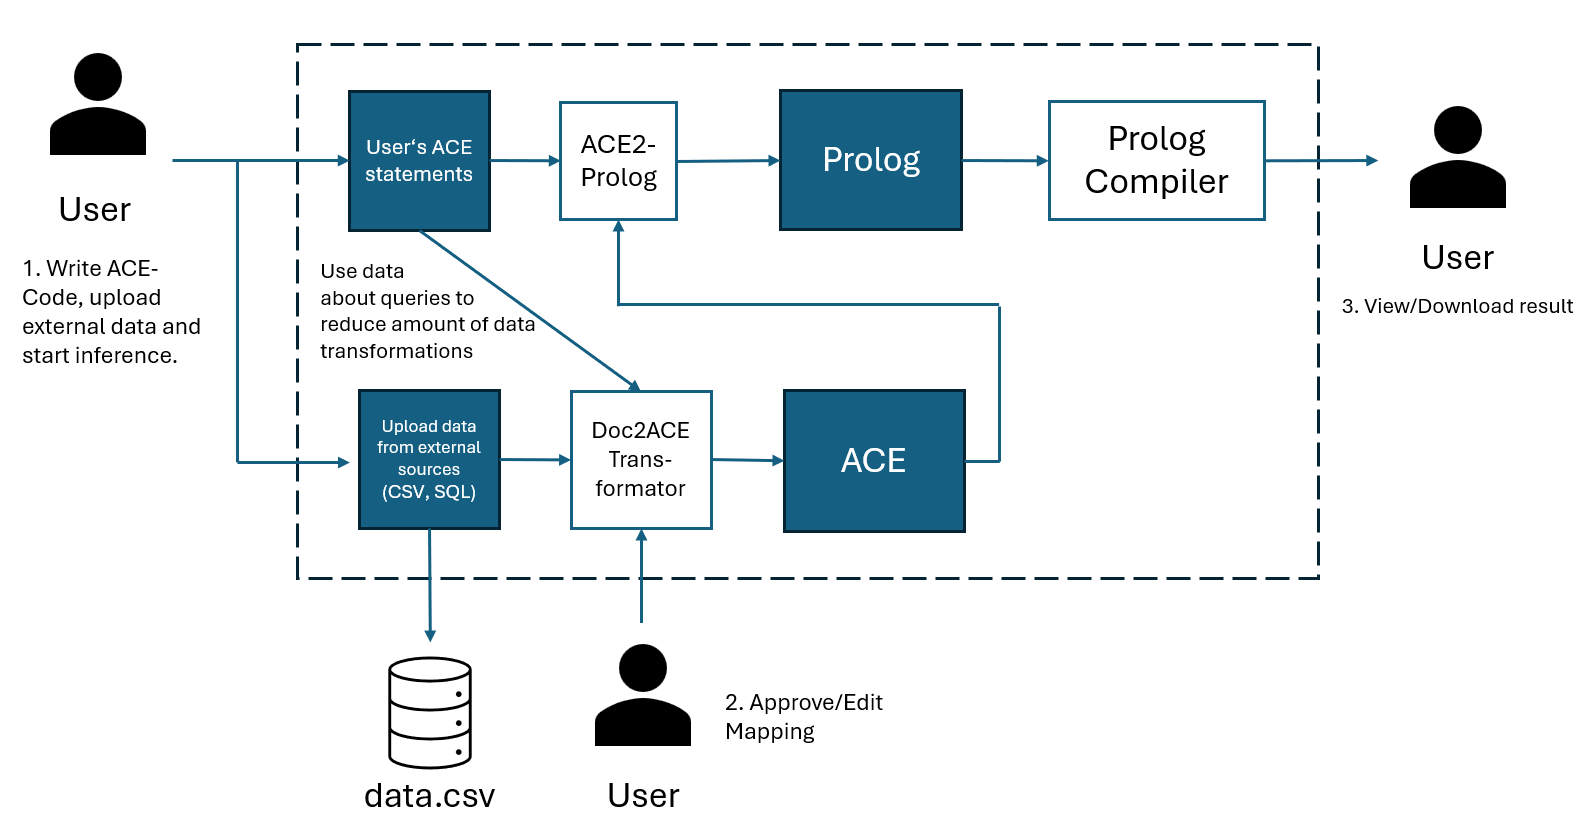 User
1. Write ACE-
Code, upload
external data and
start inference.
User‘s ACE
statements
ACE2-
Prolog
Prolog
Prolog
Compiler
User
3. View/Download result
Use data
about queries to
reduce amount of data
transformations
Upload data
from external
sources
(CSV, SQL)
Doc2ACE
Trans-
formator
ACE
data.csv
User
2. Approve/Edit
Mapping